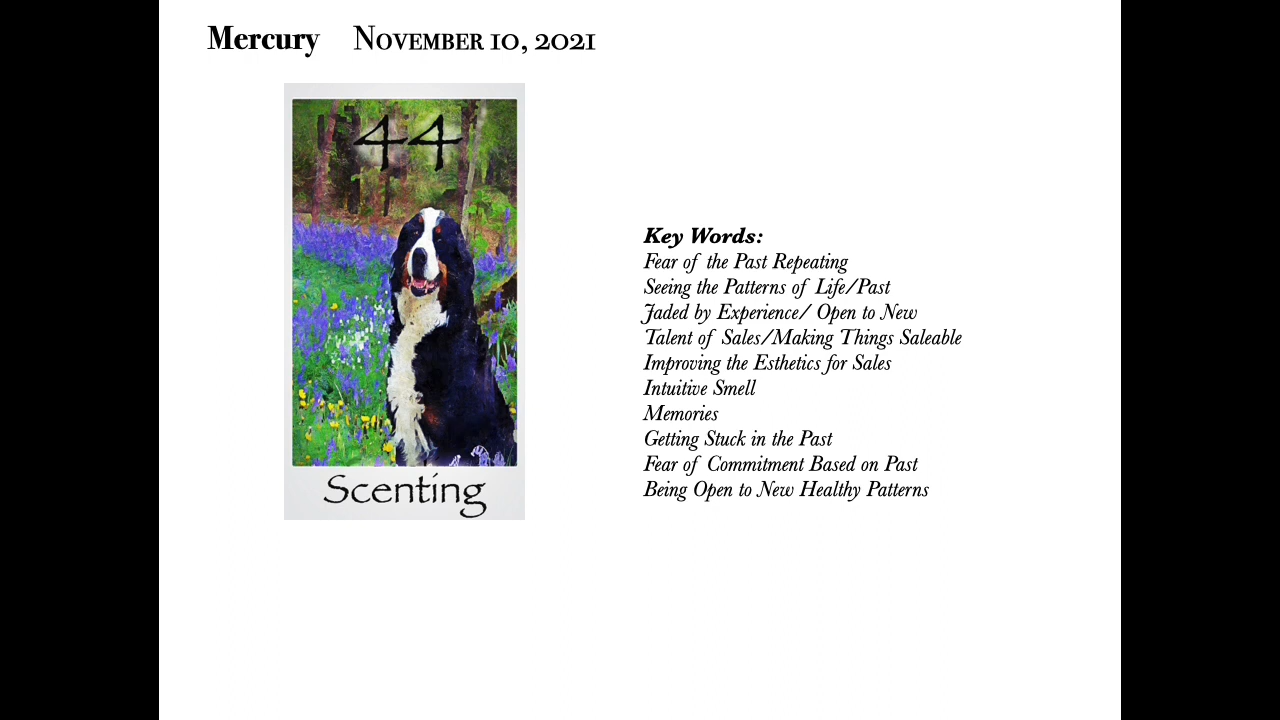 Mercury November 10, 2021
44
Scenting
Key Words:
Fear of the Past Repeating
Seeing the Patterns of Life/Past
Jaded by Experience/ Open to New
Talent of Sales/Making Things Saleable
Improving the Esthetics for Sales
Intuitive Smell
Memories
Getting Stuck in the Past
Fear of Commitment Based on Past
Being Open to New Healthy Patterns